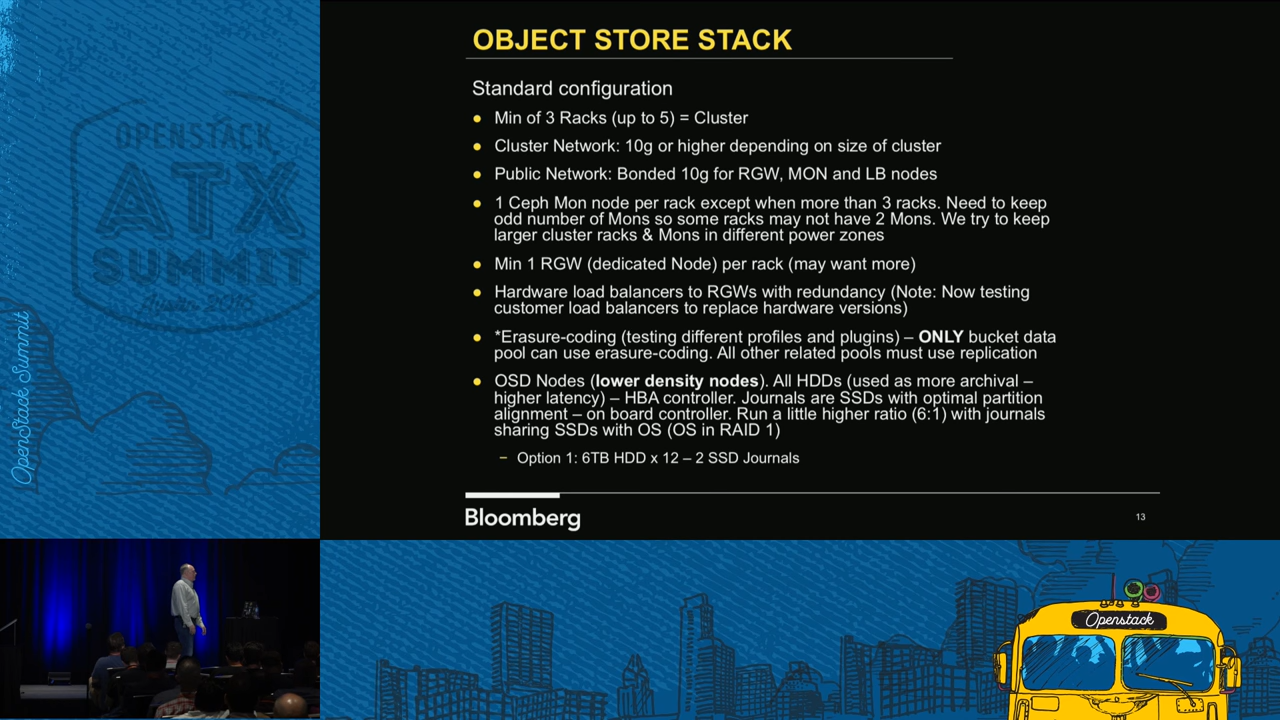 OPENSTACK
ATX
SUMMIT
OpenStack Summit
OBJECT STORE STACK
Standard configuration
● Min of 3 Racks (up to 5) = Cluster
● Cluster Network: 10g or higher depending on size of cluster
● Public Network: Bonded 10g for RGW, MON and LB nodes
● 1 Ceph Mon node per rack except when more than 3 racks. Need to keep
odd number of Mons so some racks may not have 2 Mons. We try to keep
larger cluster racks & Mons in different power zones
● Min 1 RGW (dedicated Node) per rack (may want more)
● Hardware load balancers to RGWs with redundancy (Note: Now testing
customer load balancers to replace hardware versions)
● *Erasure-coding (testing different profiles and plugins) – ONLY bucket data
pool can use erasure-coding. All other related pools must use replication
● OSD Nodes (lower density nodes). All HDDs (used as more archival –
higher latency) – HBA controller. Journals are SSDs with optimal partition
alignment – on board controller. Run a little higher ratio (6:1) with journals
sharing SSDs with OS (OS in RAID 1)
– Option 1: 6TB HDD x 12 – 2 SSD Journals
Bloomberg
13
Openstack